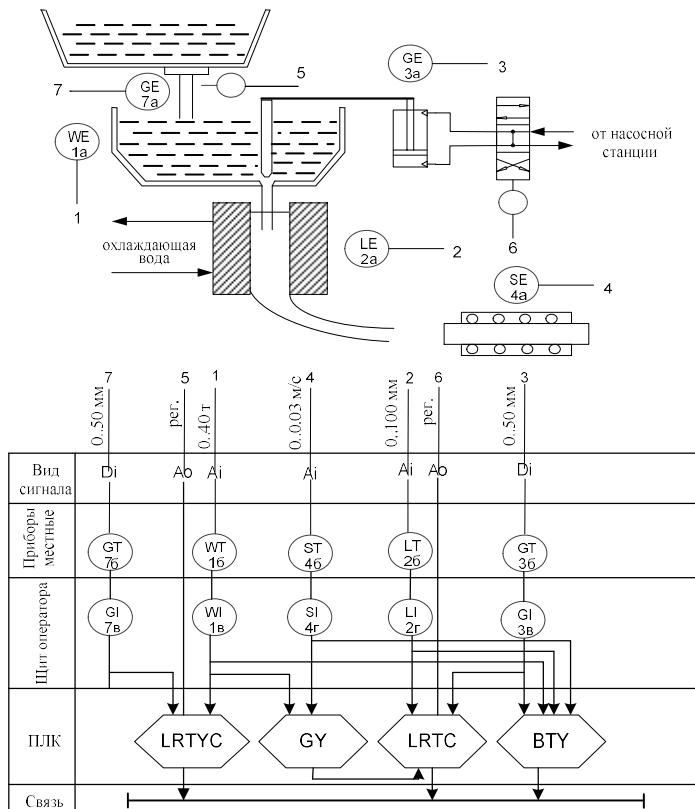 GE
3а
3
7
GE
7а
5
WE
1а
от насосной
станции
1
охлаждающая
вода
LE
2а
2
6
SE
4а
4
7
5
1
4
2
6
3
0..50 мм
рег.
0..40 т
0..0.03 м/с
0..100 мм
рег.
0..50 мм
Вид
сигнала
Di
Ao
Ai
Ai
Ai
Ao
Di
Приборы
местные
GT
7б
WT
1б
ST
4б
LT
2б
GT
3б
Щит оператора
GI
7в
WI
1в
SI
4г
LI
2г
GI
3в
ПЛК
LRTYC
GY
LRTC
BTY
Связь